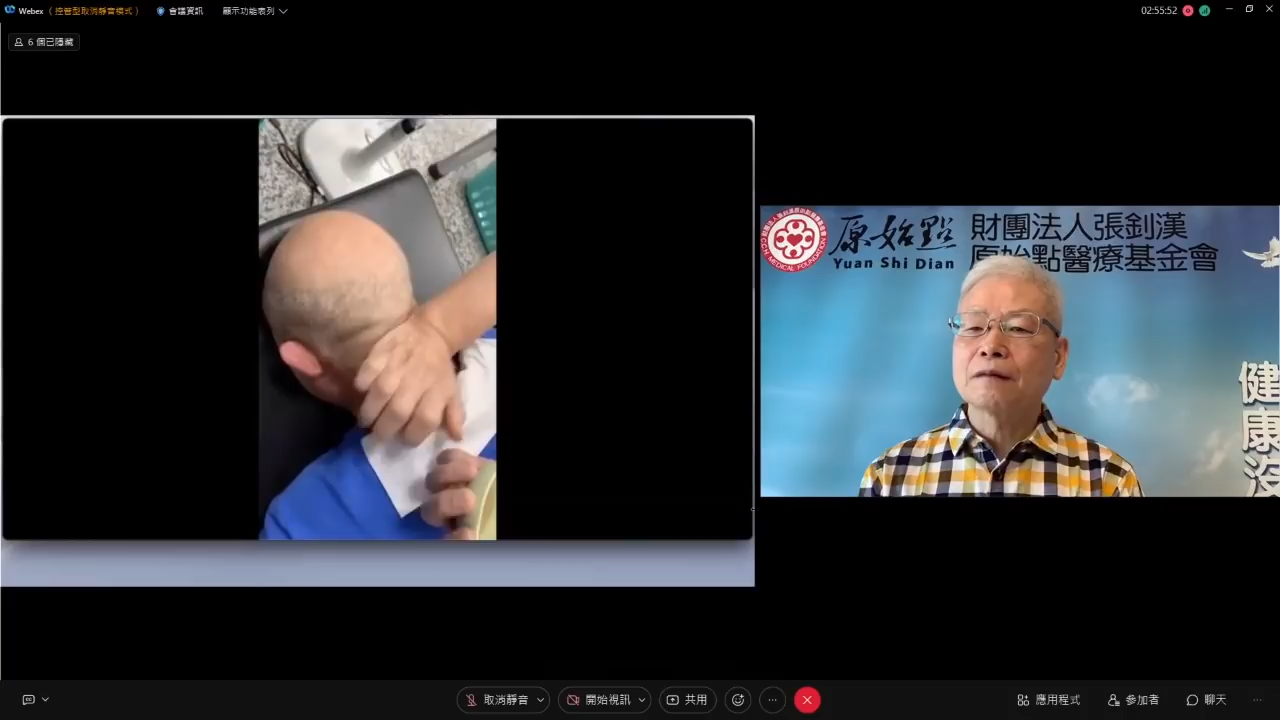 Webex （控管型取消靜音模式） 會議資訊 顯示功能表列
02:55:52
6 個已隱藏
原始點
Yuan Shi Dian
財團法人張釗漢
原始點醫療基金會
健康沒
取消靜音
開始視訊
共用
應用程式
參加者
聊天